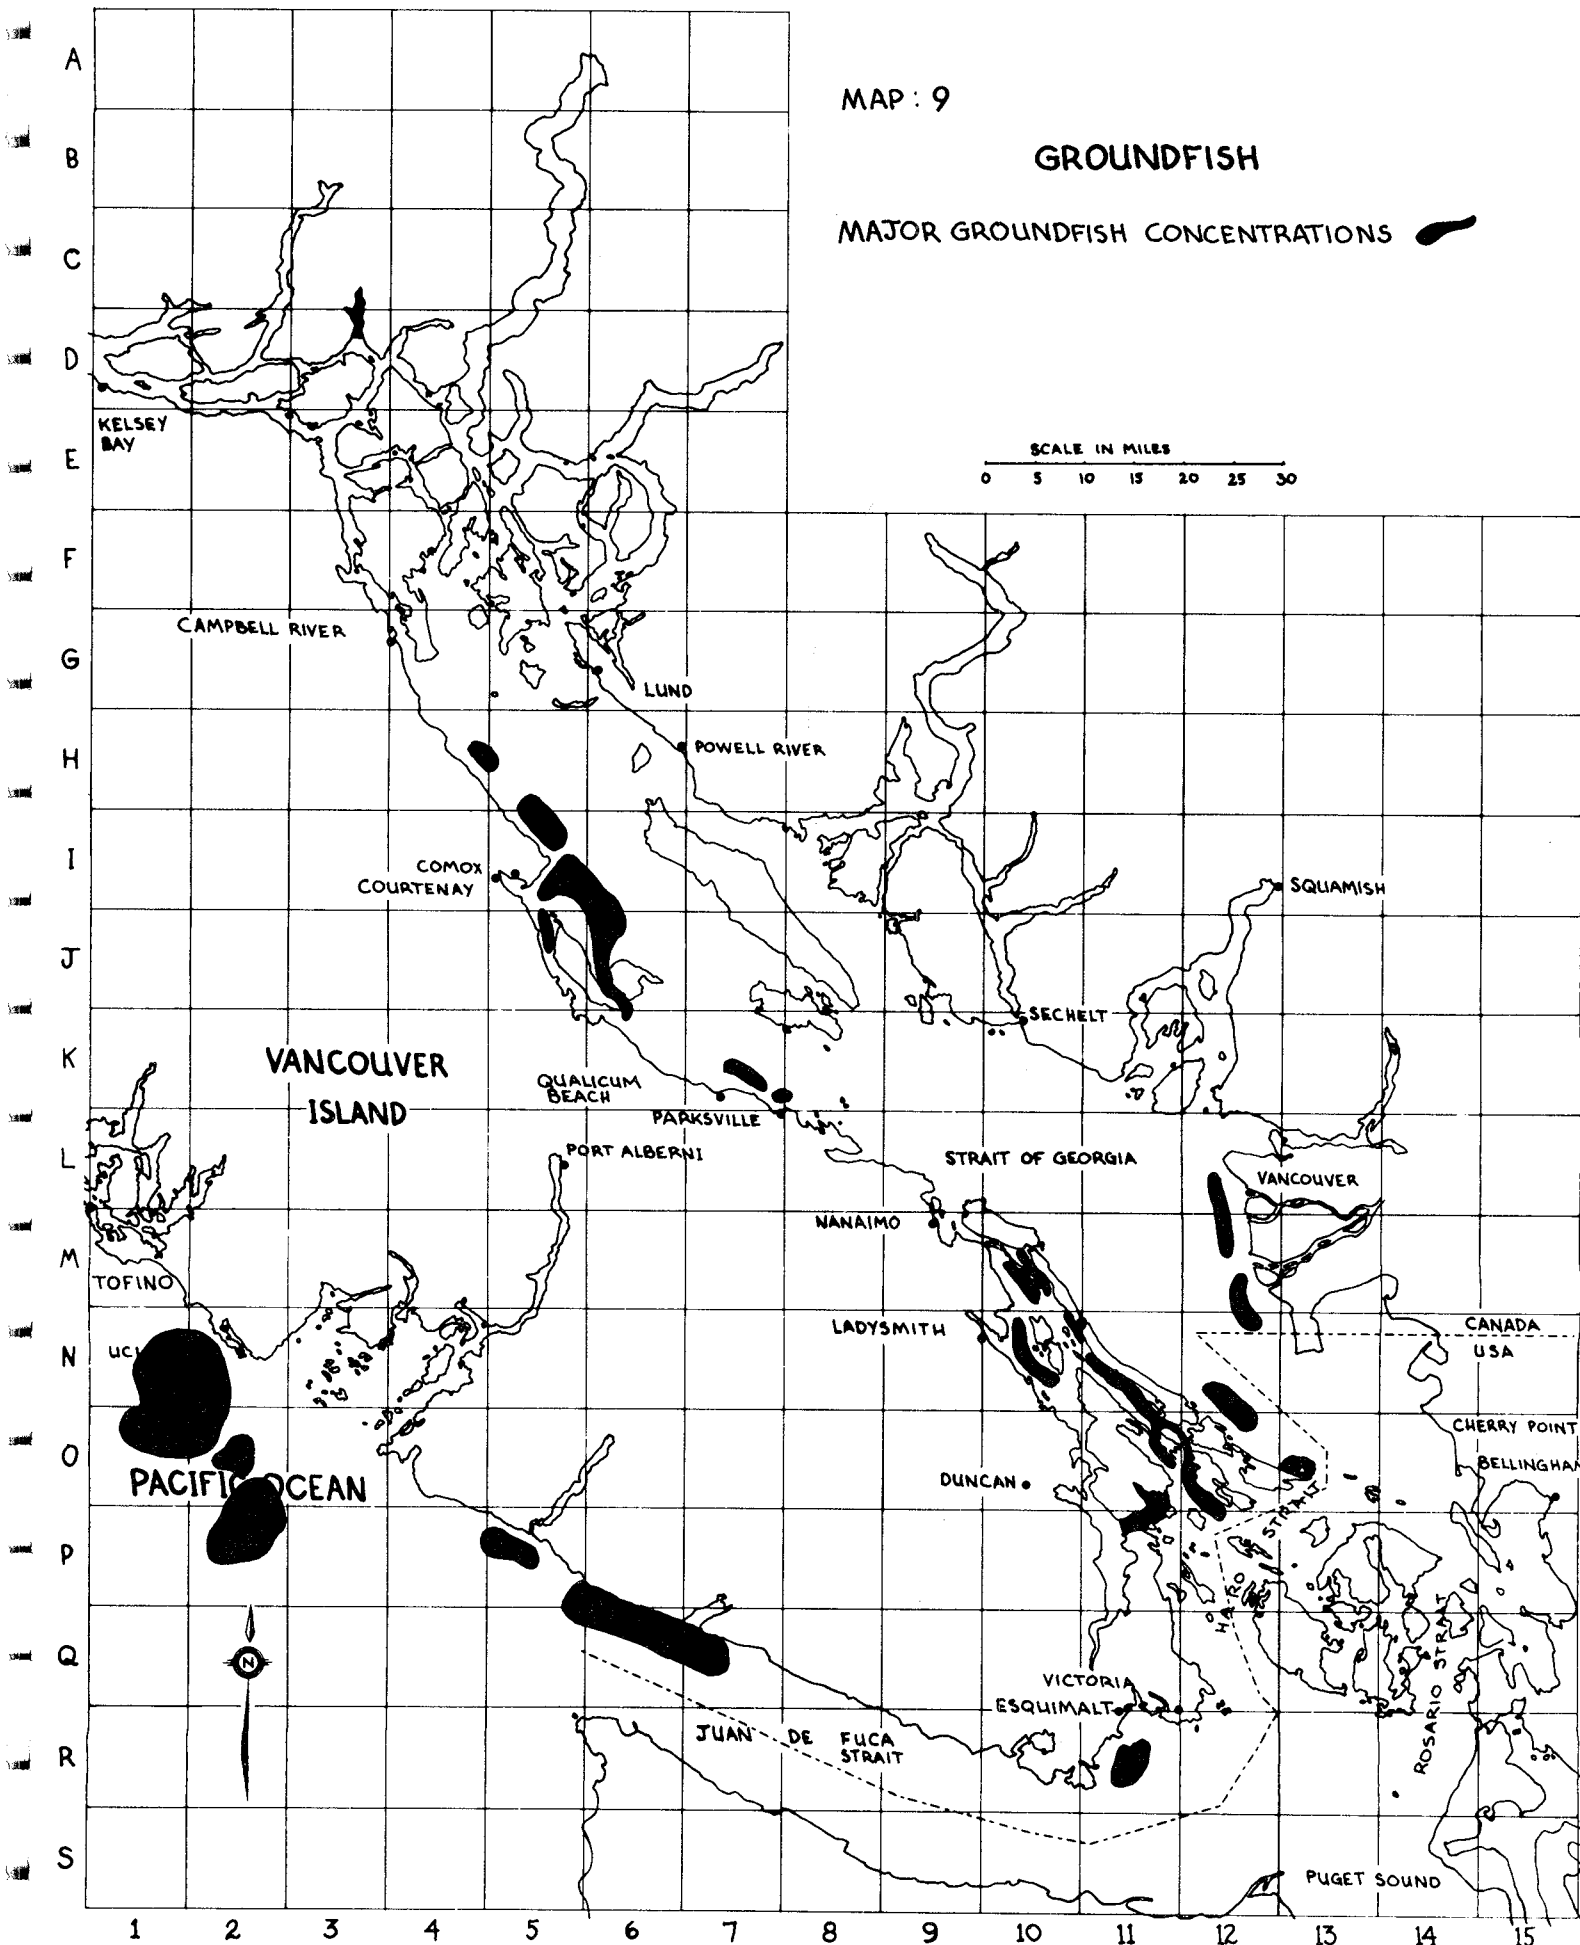 MAP : 9
GROUNDFISH
MAJOR GROUNDFISH CONCENTRATIONS
A
B
C
D
E
F
G
H
I
J
K
L
M
N
O
P
Q
R
S
KELSEY
BAY
SCALE IN MILES
0 5 10 15 20 25 30
CAMPBELL RIVER
LUND
POWELL RIVER
COMOX
COURTENAY
SQUAMISH
SECHELT
VANCOUVER
ISLAND
QUALICUM
BEACH
PARKSVILLE
PORT ALBERNI
STRAIT OF GEORGIA
VANCOUVER
NANAIMO
TOFINO
LADYSMITH
CANADA
USA
UCL
CHERRY POINT
BELLINGHAM
PACIFIC OCEAN
DUNCAN
HARO STRAIT
N
VICTORIA
ESQUIMALT
ROSARIO STRAIT
JUAN DE FUCA
STRAIT
PUGET SOUND
1 2 3 4 5 6 7 8 9 10 11 12 13 14 15